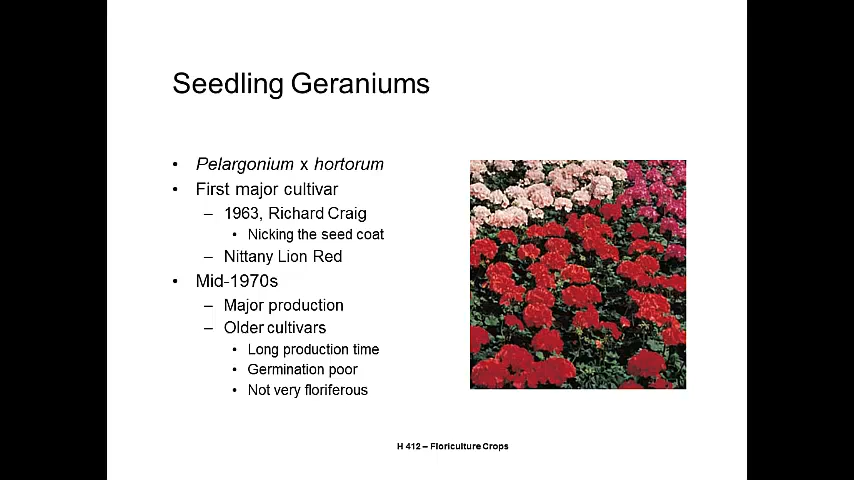 Seedling Geraniums
• Pelargonium x hortorum
• First major cultivar
– 1963, Richard Craig
• Nicking the seed coat
– Nittany Lion Red
• Mid-1970s
– Major production
– Older cultivars
• Long production time
• Germination poor
• Not very floriferous
H 412 – Floriculture Crops